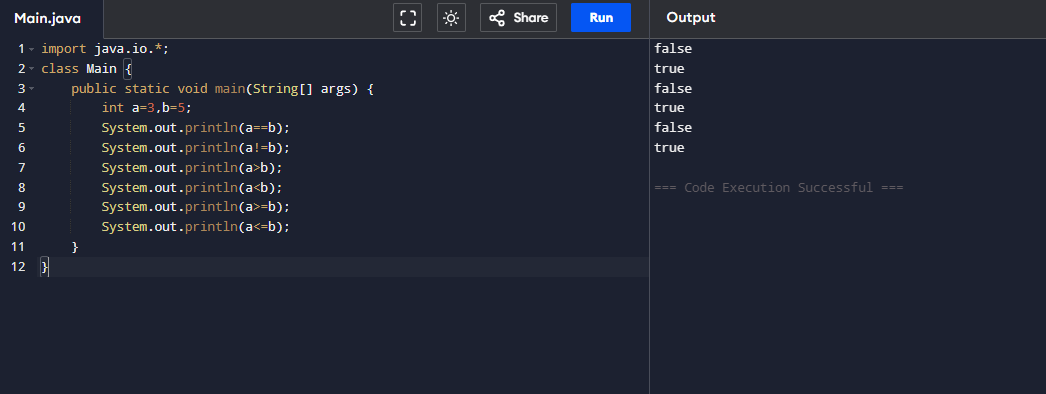 Main.java
Share
Run
Output
1 import java.io.*;
2 class Main {
3     public static void main(String[] args) {
4         int a=3,b=5;
5         System.out.println(a==b);
6         System.out.println(a!=b);
7         System.out.println(a>b);
8         System.out.println(a<b);
9         System.out.println(a>=b);
10         System.out.println(a<=b);
11     }
12 }
false
true
false
true
false
true
=== Code Execution Successful ===